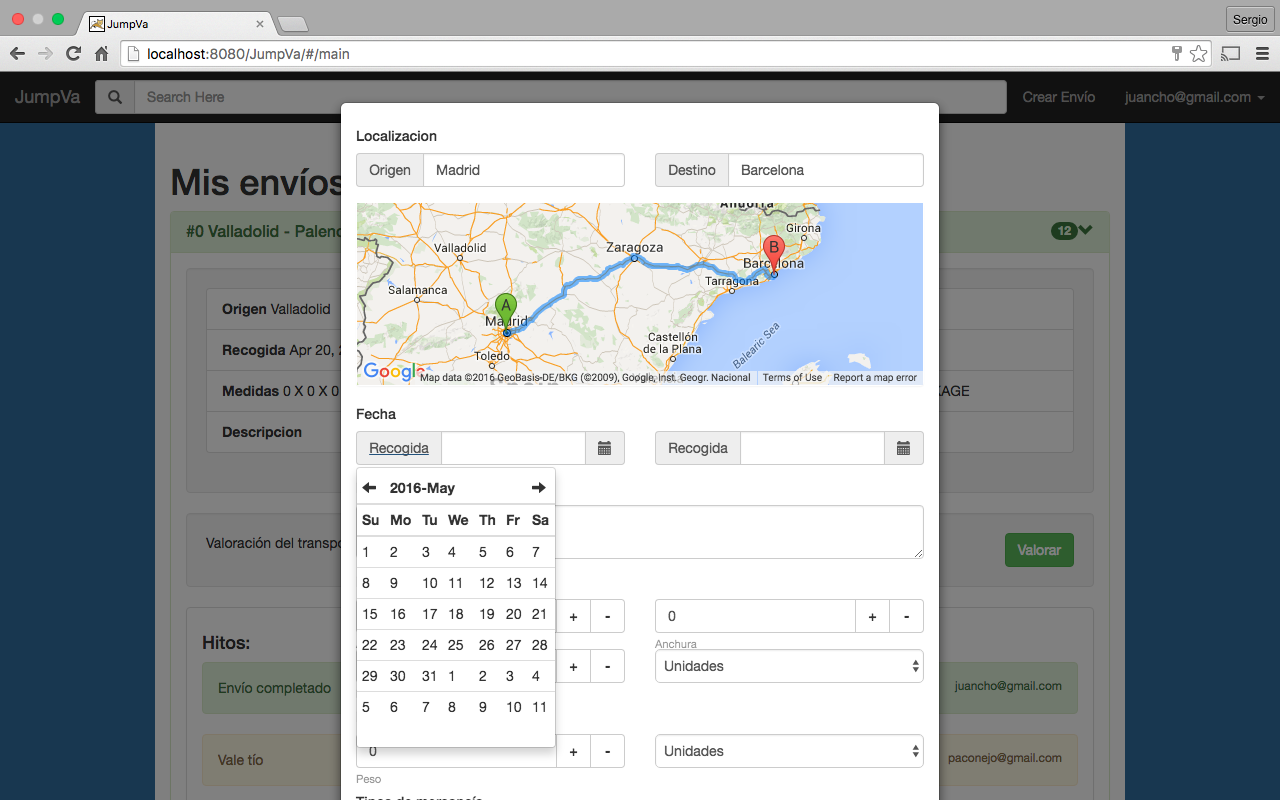 JumpVa
Sergio
localhost:8080/JumpVa/#/main
JumpVa
Search Here
Crear Envío
juancho@gmail.com
Localizacion
Origen
Madrid
Destino
Barcelona
Mis envíos
#0 Valladolid - Palenc
12
Andorra
Girona
Valladolid
Zaragoza
B
Barcelona
Tarragona
Salamanca
A
Madrid
Castellón
de la Plana
Toledo
Balearic Sea
Google
Map data ©2016 GeoBasis-DE/BKG (©2009), Google, Inst. Geogr. Nacional
Terms of Use
Report a map error
Origen Valladolid
Recogida Apr 20, 2
Medidas 0 X 0 X 0
KAGE
Descripcion
Fecha
Recogida
Recogida
2016-May
Su Mo Tu We Th Fr Sa
1 2 3 4 5 6 7
8 9 10 11 12 13 14
15 16 17 18 19 20 21
22 23 24 25 26 27 28
29 30 31 1 2 3 4
5 6 7 8 9 10 11
Valoración del transpo
Valorar
+ -
0 + -
Anchura
+ -
Unidades
Hitos:
Envío completado
juancho@gmail.com
Vale tío
paconejo@gmail.com
0 + -
Unidades
Peso
Tipos de mercancía